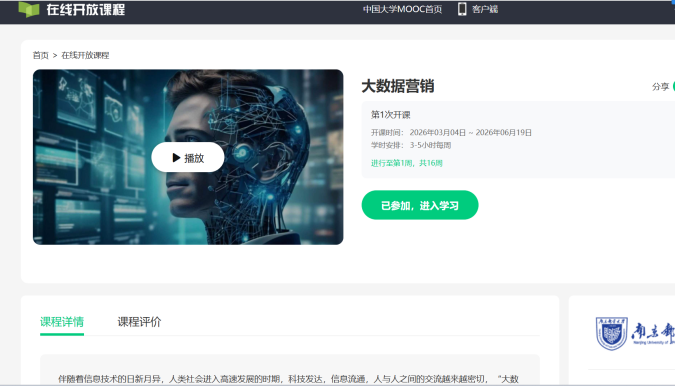 在线开放课程
中国大学MOOC首页
客户端
首页 > 在线开放课程
播放
大数据营销
分享
第1次开课
开课时间： 2026年03月04日 ~ 2026年06月19日
学时安排： 3-5小时每周
进行至第1周，共16周
已参加，进入学习
课程详情
课程评价
伴随着信息技术的日新月异，人类社会进入高速发展的时期，科技发达，信息流通，人与人之间的交流越来越密切，“大数